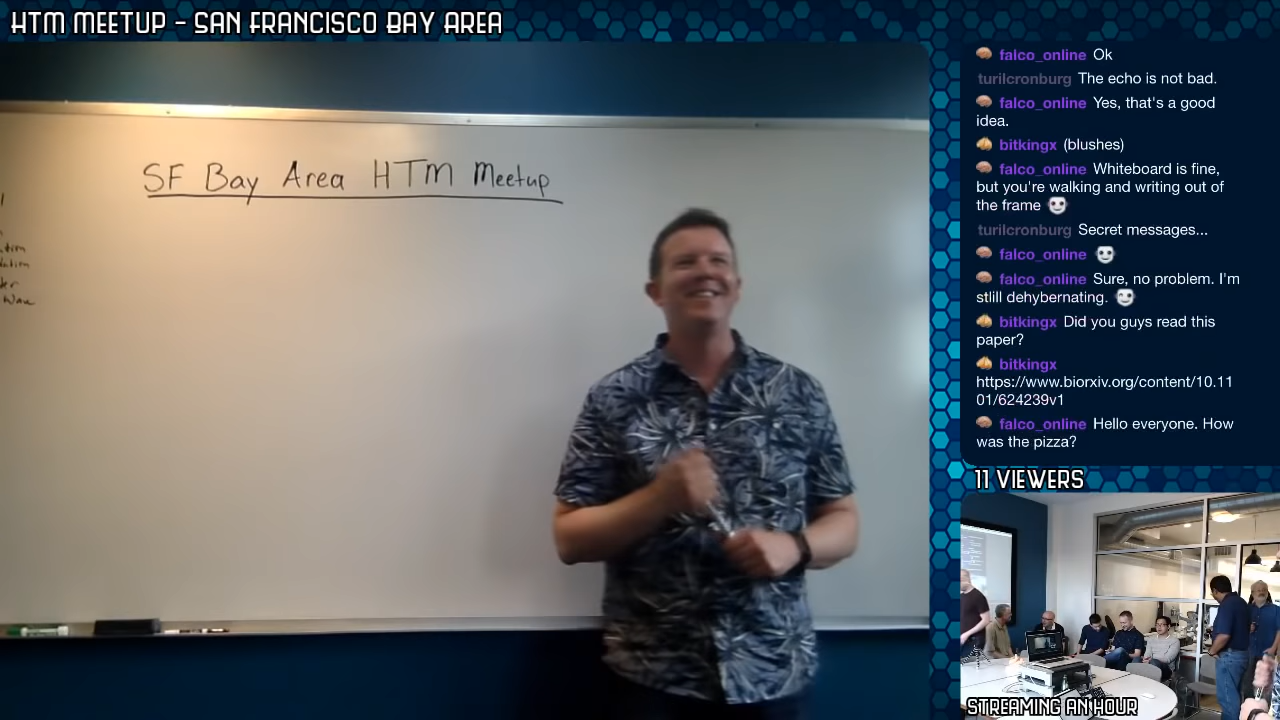 HTM MEETUP - SAN FRANCISCO BAY AREA
SF Bay Area HTM Meetup
falco_online Ok
turilcronburg The echo is not bad.
falco_online Yes, that's a good
idea.
bitkingx (blushes)
falco_online Whiteboard is fine,
but you're walking and writing out of
the frame
turilcronburg Secret messages...
falco_online
falco_online Sure, no problem. I'm
stlill dehybernating.
bitkingx Did you guys read this
paper?
bitkingx
https://www.biorxiv.org/content/10.11
01/624239v1
falco_online Hello everyone. How
was the pizza?
11 VIEWERS
STREAMING AN HOUR